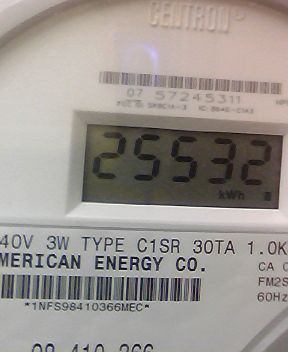 CENTRON
07 57245311
25532
kWh
40V 3W TYPE C1SR 30TA 1.0K
MERICAN ENERGY CO.
CA 0
FM2S
60Hz
*1NFS98410366MEC*